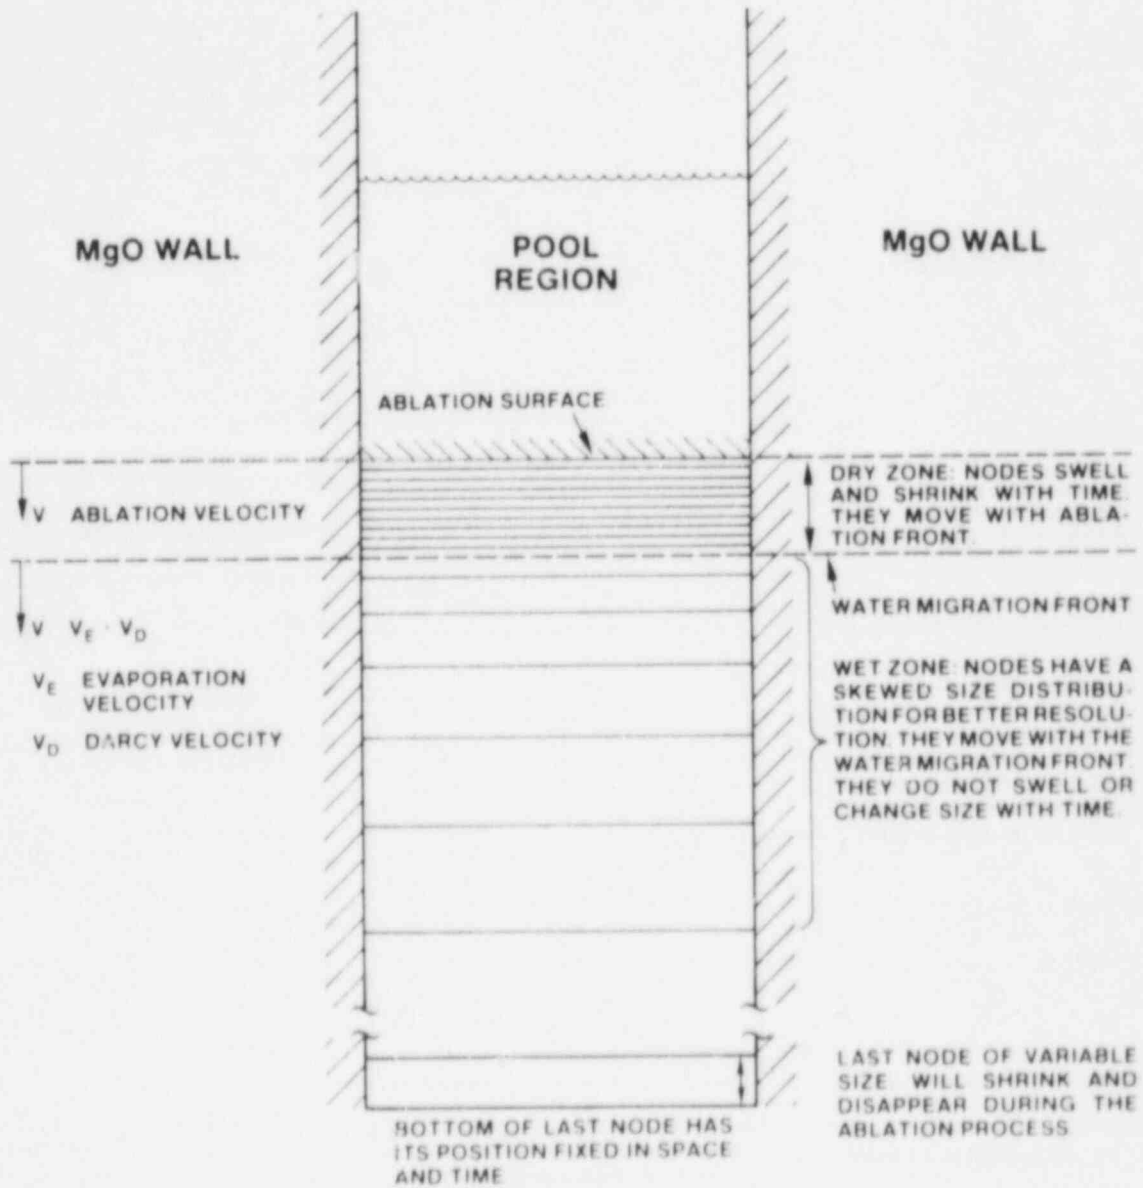 MgO WALL
POOL
REGION
MgO WALL
ABLATION SURFACE
V ABLATION VELOCITY
DRY ZONE: NODES SWELL
AND SHRINK WITH TIME.
THEY MOVE WITH ABLA-
TION FRONT.
WATER MIGRATION FRONT
V V_E - V_D
V_E EVAPORATION
VELOCITY
V_D DARCY VELOCITY
WET ZONE: NODES HAVE A
SKEWED SIZE DISTRIBU-
TION FOR BETTER RESOLU-
TION. THEY MOVE WITH THE
WATER MIGRATION FRONT.
THEY DO NOT SWELL OR
CHANGE SIZE WITH TIME.
LAST NODE OF VARIABLE
SIZE WILL SHRINK AND
DISAPPEAR DURING THE
ABLATION PROCESS
BOTTOM OF LAST NODE HAS
ITS POSITION FIXED IN SPACE
AND TIME